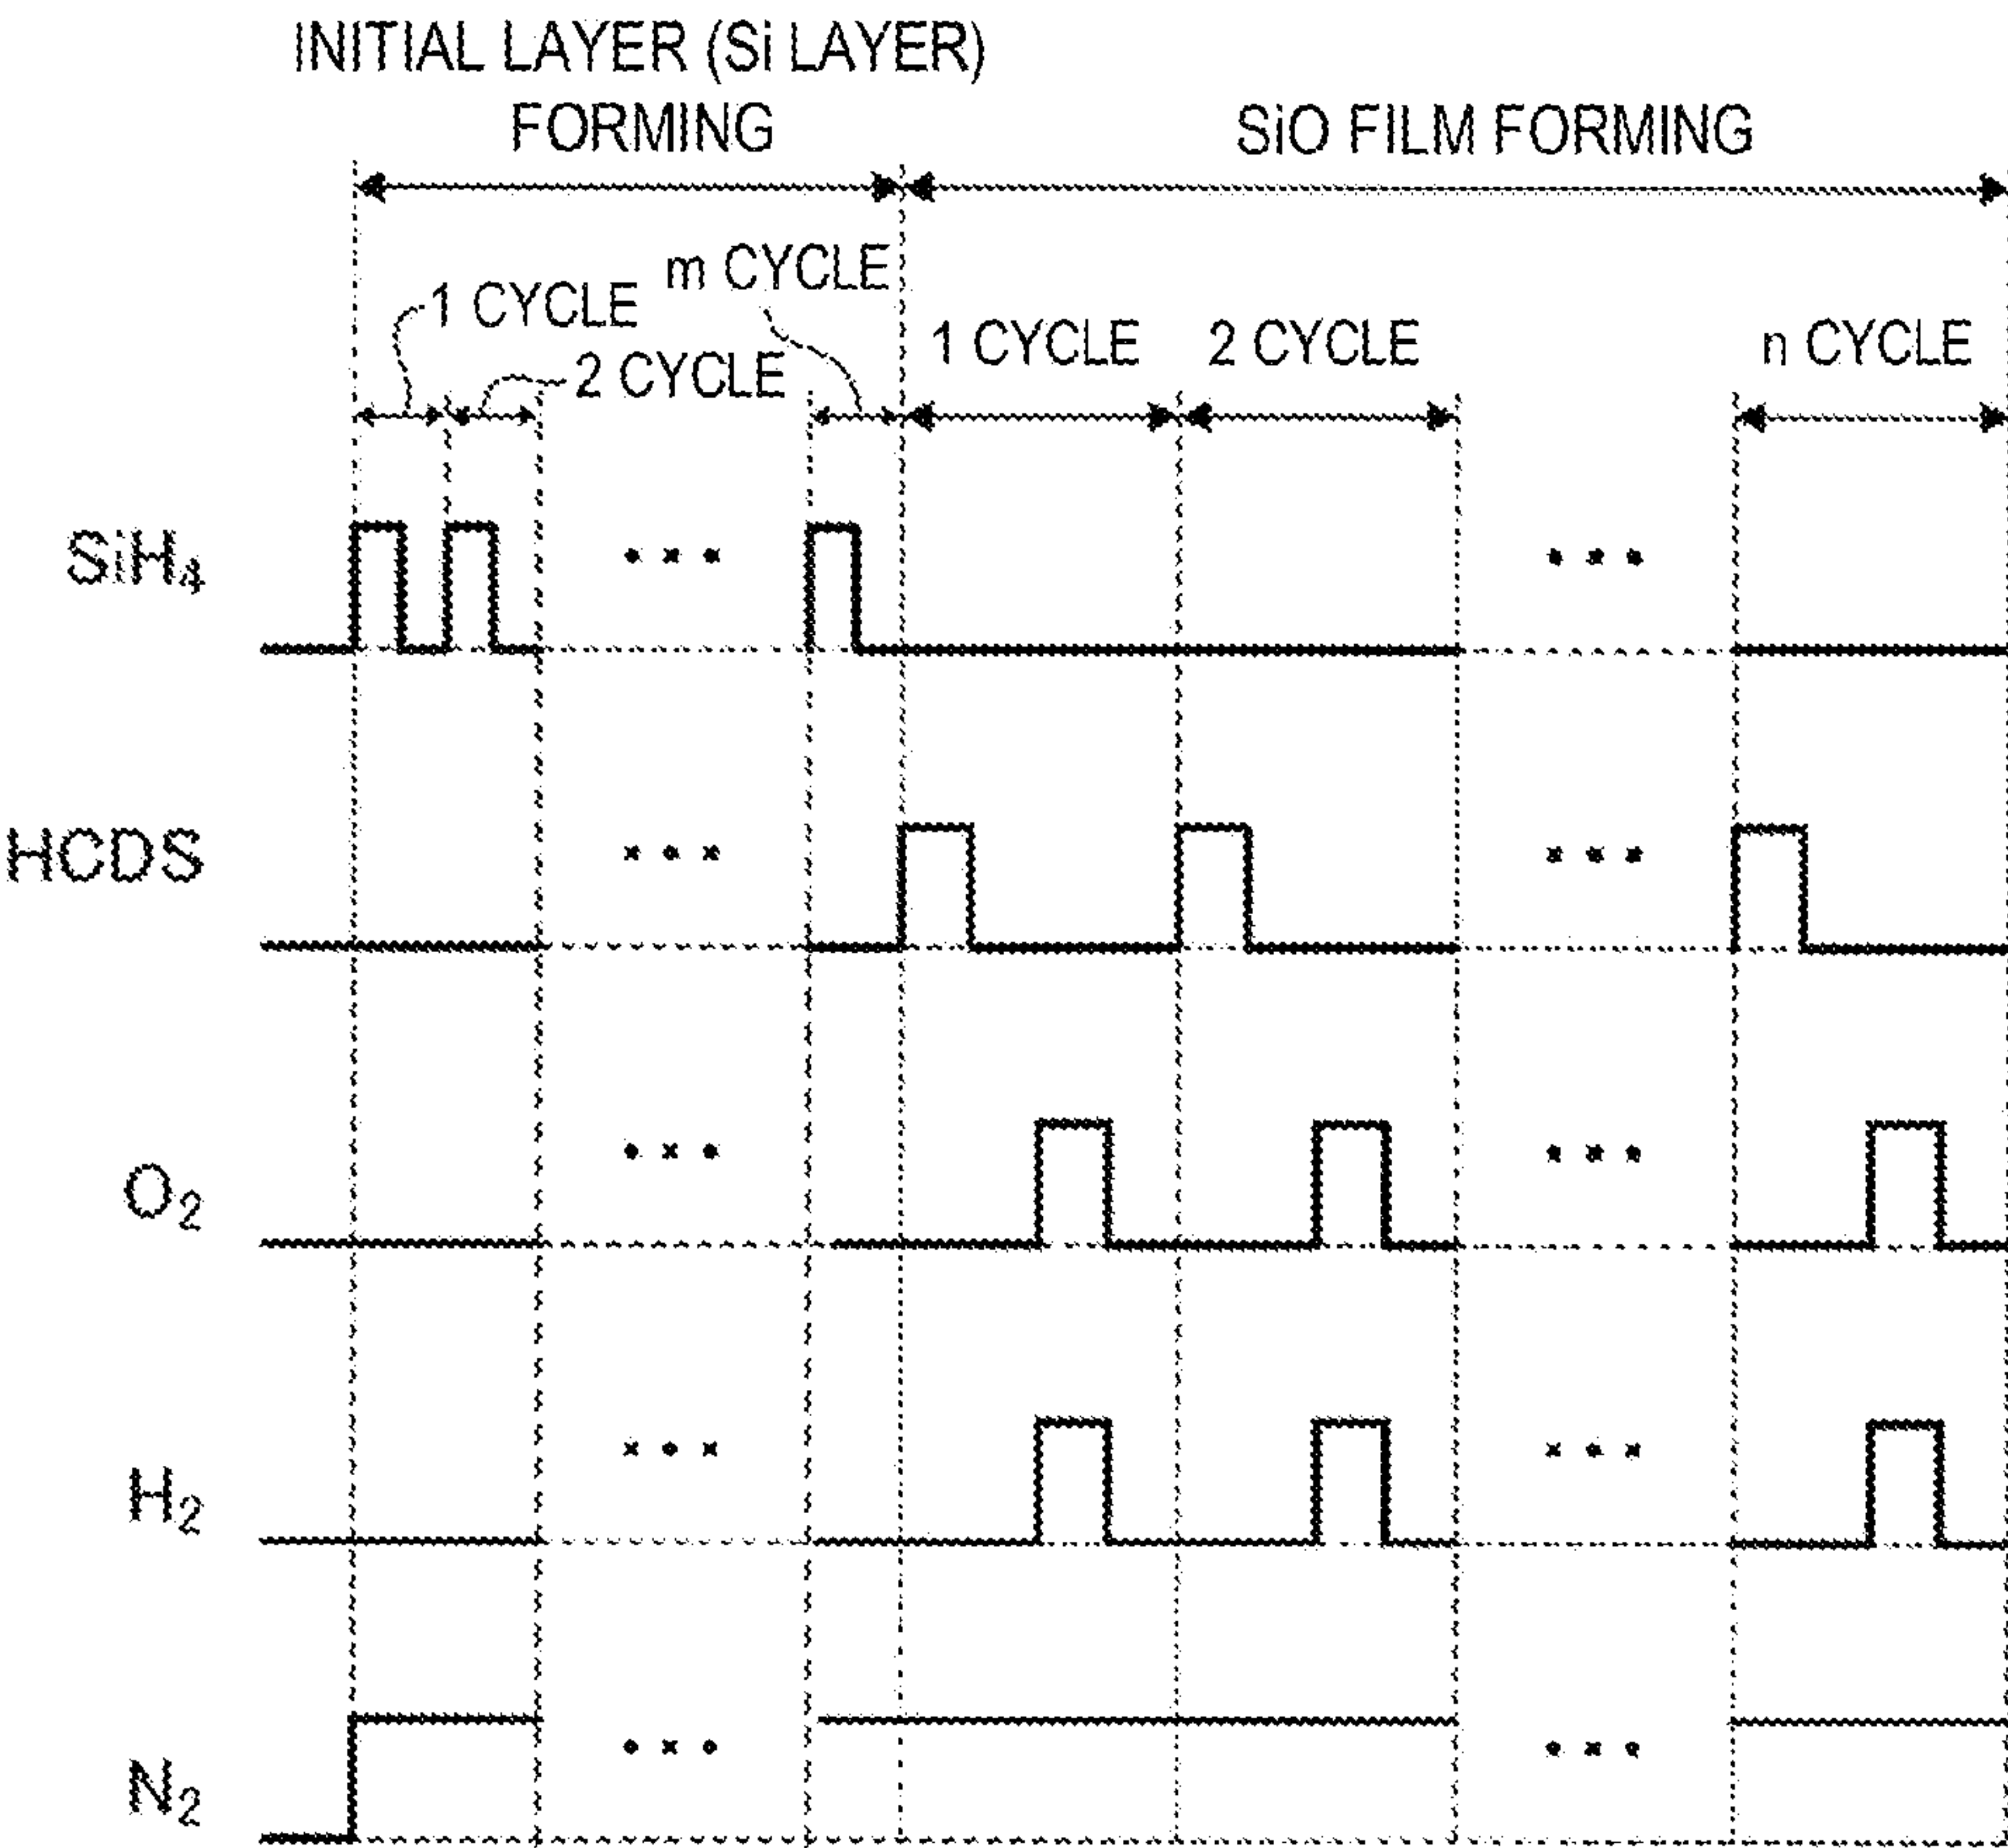 INITIAL LAYER (Si LAYER)
FORMING
SiO FILM FORMING
m CYCLE
1 CYCLE
2 CYCLE
1 CYCLE
2 CYCLE
n CYCLE
SiH₄
HCDS
O₂
H₂
N₂